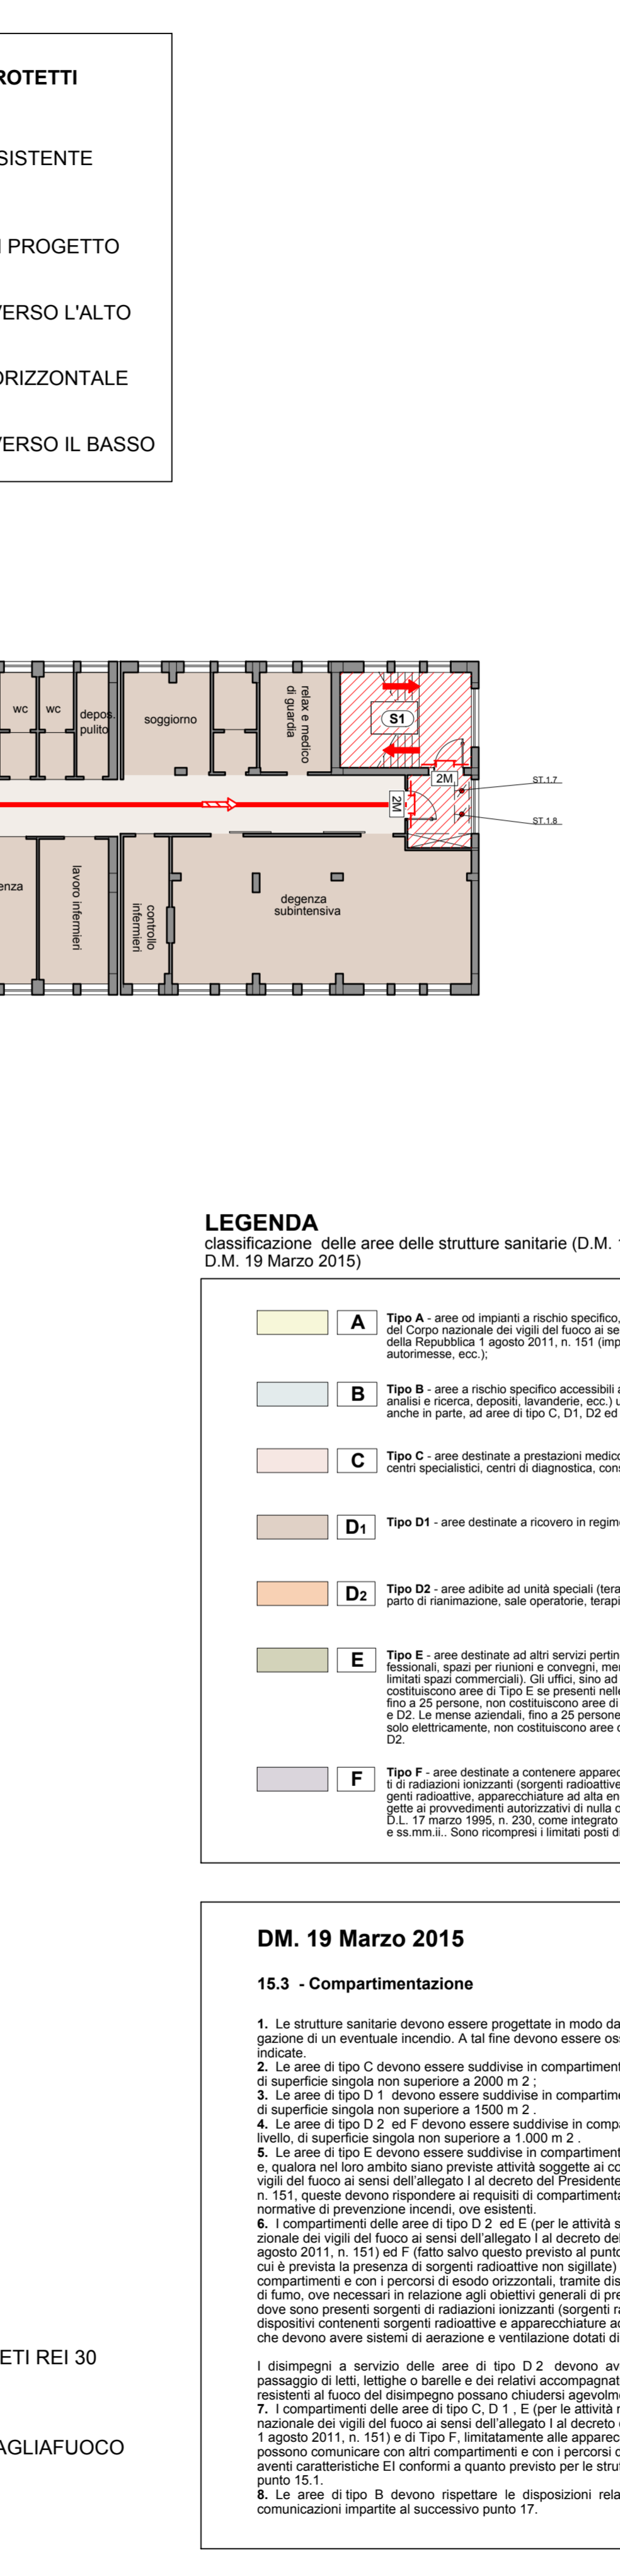 ROTETTI
SISTENTE
I PROGETTO
VERSO L'ALTO
ORIZZONTALE
VERSO IL BASSO
wc
wc
depos.
pulito
soggiorno
relax e medico
di guardia
S1
2M
2M
ST.1.7
ST.1.8
enza
lavoro infermieri
controllo
infermieri
degenza
subintensiva
LEGENDA
classificazione delle aree delle strutture sanitarie (D.M. 1
D.M. 19 Marzo 2015)
A
Tipo A - aree od impianti a rischio specifico,
del Corpo nazionale dei vigili del fuoco ai se
della Repubblica 1 agosto 2011, n. 151 (imp
autorimesse, ecc.);
B
Tipo B - aree a rischio specifico accessibili a
analisi e ricerca, depositi, lavanderie, ecc.) u
anche in parte, ad aree di tipo C, D1, D2 ed
C
Tipo C - aree destinate a prestazioni medico
centri specialistici, centri di diagnostica, cons
D1
Tipo D1 - aree destinate a ricovero in regime
D2
Tipo D2 - aree adibite ad unità speciali (tera
parto di rianimazione, sale operatorie, terapi
E
Tipo E - aree destinate ad altri servizi pertine
fessionali, spazi per riunioni e convegni, men
limitati spazi commerciali). Gli uffici, sino ad
costituiscono aree di Tipo E se presenti nelle
fino a 25 persone, non costituiscono aree di
e D2. Le mense aziendali, fino a 25 persone
solo elettricamente, non costituiscono aree d
D2.
F
Tipo F - aree destinate a contenere apparec
ti di radiazioni ionizzanti (sorgenti radioattive
genti radioattive, apparecchiature ad alta en
gette ai provvedimenti autorizzativi di nulla o
D.L. 17 marzo 1995, n. 230, come integrato
e ss.mm.ii.. Sono ricompresi i limitati posti di
DM. 19 Marzo 2015
15.3 - Compartimentazione
1. Le strutture sanitarie devono essere progettate in modo da
gazione di un eventuale incendio. A tal fine devono essere oss
indicate.
2. Le aree di tipo C devono essere suddivise in compartiment
di superficie singola non superiore a 2000 m 2 ;
3. Le aree di tipo D 1 devono essere suddivise in compartime
di superficie singola non superiore a 1500 m 2 .
4. Le aree di tipo D 2 ed F devono essere suddivise in compa
livello, di superficie singola non superiore a 1.000 m 2 .
5. Le aree di tipo E devono essere suddivise in compartiment
e, qualora nel loro ambito siano previste attività soggette ai co
vigili del fuoco ai sensi dell'allegato I al decreto del Presidente
n. 151, queste devono rispondere ai requisiti di compartimenta
normative di prevenzione incendi, ove esistenti.
6. I compartimenti delle aree di tipo D 2 ed E (per le attività s
zionale dei vigili del fuoco ai sensi dell'allegato I al decreto del
agosto 2011, n. 151) ed F (fatto salvo questo previsto al punto
cui è prevista la presenza di sorgenti radioattive non sigillate)
compartimenti e con i percorsi di esodo orizzontali, tramite dis
di fumo, ove necessari in relazione agli obiettivi generali di pre
dove sono presenti sorgenti di radiazioni ionizzanti (sorgenti ra
dispositivi contenenti sorgenti radioattive e apparecchiature ad
che devono avere sistemi di aerazione e ventilazione dotati di
I disimpegni a servizio delle aree di tipo D 2 devono av
passaggio di letti, lettighe o barelle e dei relativi accompagnat
resistenti al fuoco del disimpegno possano chiudersi agevolme
7. I compartimenti delle aree di tipo C, D 1 , E (per le attività n
nazionale dei vigili del fuoco ai sensi dell'allegato I al decreto d
1 agosto 2011, n. 151) e di Tipo F, limitatamente alle apparecc
possono comunicare con altri compartimenti e con i percorsi d
aventi caratteristiche EI conformi a quanto previsto per le strut
punto 15.1.
8. Le aree di tipo B devono rispettare le disposizioni rela
comunicazioni impartite al successivo punto 17.
ETI REI 30
AGLIAFUOCO